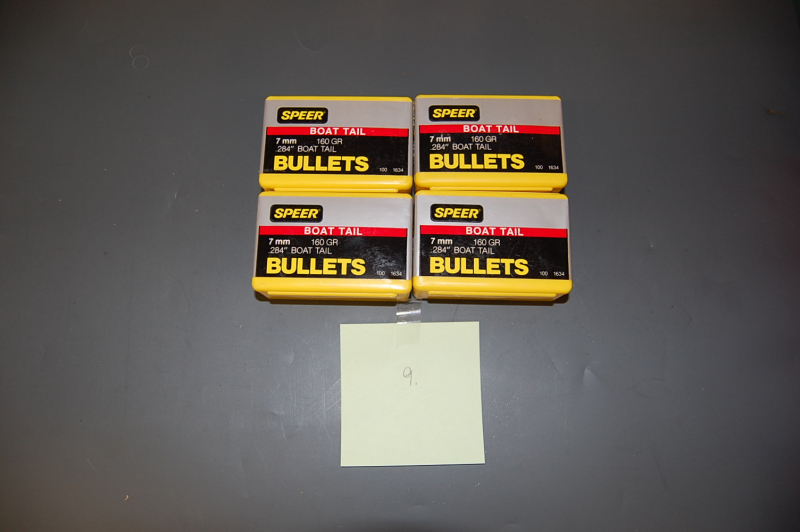 SPEER
BOAT TAIL
7 mm 160 GR
.284" BOAT TAIL
BULLETS 100 1634
SPEER
BOAT TAIL
7 mm 160 GR
.284" BOAT TAIL
BULLETS 100 1634
SPEER
BOAT TAIL
7 mm 160 GR
.284" BOAT TAIL
BULLETS 100 1634
SPEER
BOAT TAIL
7 mm 160 GR
.284" BOAT TAIL
BULLETS 100 1634
9.